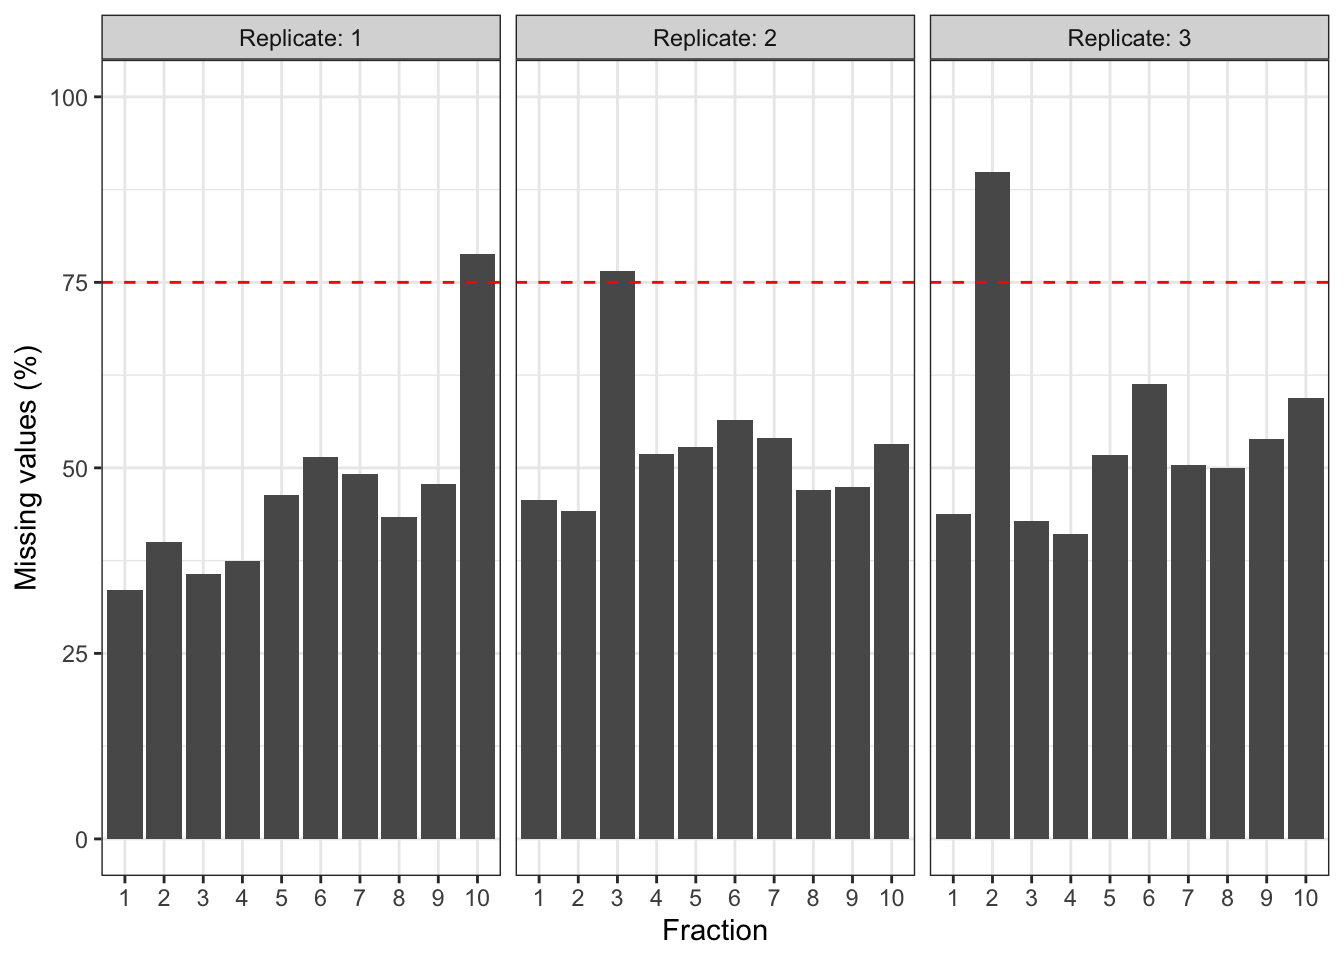 Replicate: 1
Replicate: 2
Replicate: 3
Missing values (%)
100
75
50
25
0
1 2 3 4 5 6 7 8 9 10
1 2 3 4 5 6 7 8 9 10
1 2 3 4 5 6 7 8 9 10
Fraction